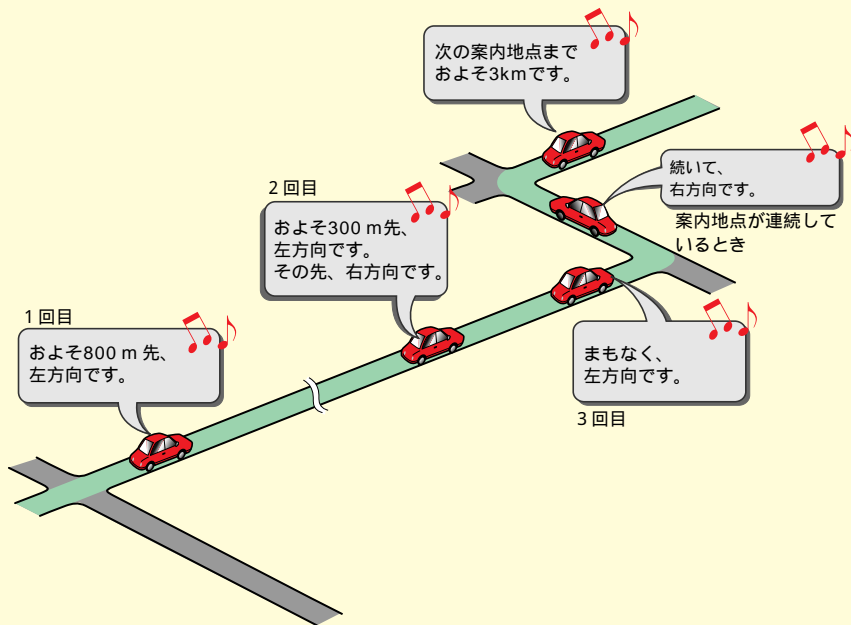 1回目
およそ800 m 先、
左方向です。
2回目
およそ300 m先、
左方向です。
その先、右方向です。
まもなく、
左方向です。
3回目
続いて、
右方向です。
案内地点が連続して
いるとき
次の案内地点まで
およそ3kmです。